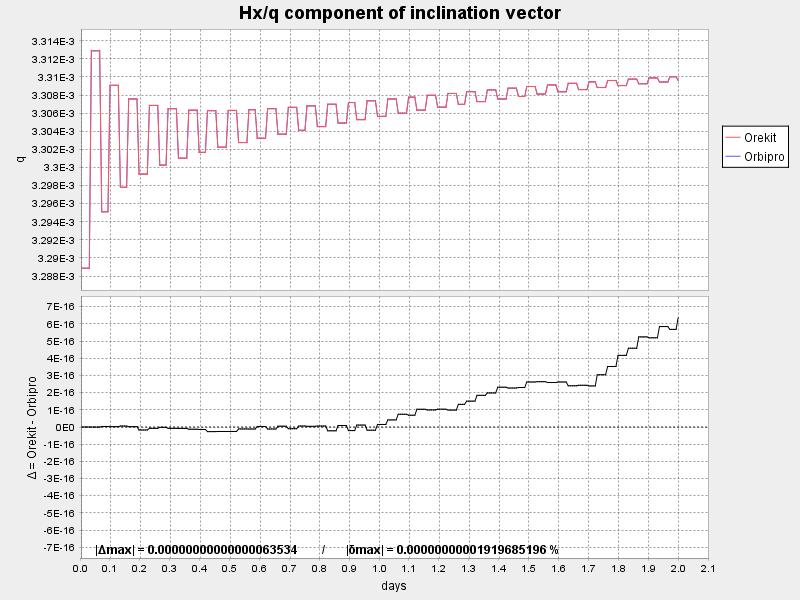 Hx/q component of inclination vector
3.314E-3
3.312E-3
3.31E-3
3.308E-3
3.306E-3
3.304E-3
3.302E-3
3.3E-3
3.298E-3
3.296E-3
3.294E-3
3.292E-3
3.29E-3
3.288E-3
q
Orekit
Orbipro
7E-16
6E-16
5E-16
4E-16
3E-16
2E-16
1E-16
0E0
-1E-16
-2E-16
-3E-16
-4E-16
-5E-16
-6E-16
-7E-16
Δ = Orekit - Orbipro
|Δmax| = 0.00000000000000063534 / |δmax| = 0.00000000001919685196 %
0.0 0.1 0.2 0.3 0.4 0.5 0.6 0.7 0.8 0.9 1.0 1.1 1.2 1.3 1.4 1.5 1.6 1.7 1.8 1.9 2.0 2.1
days